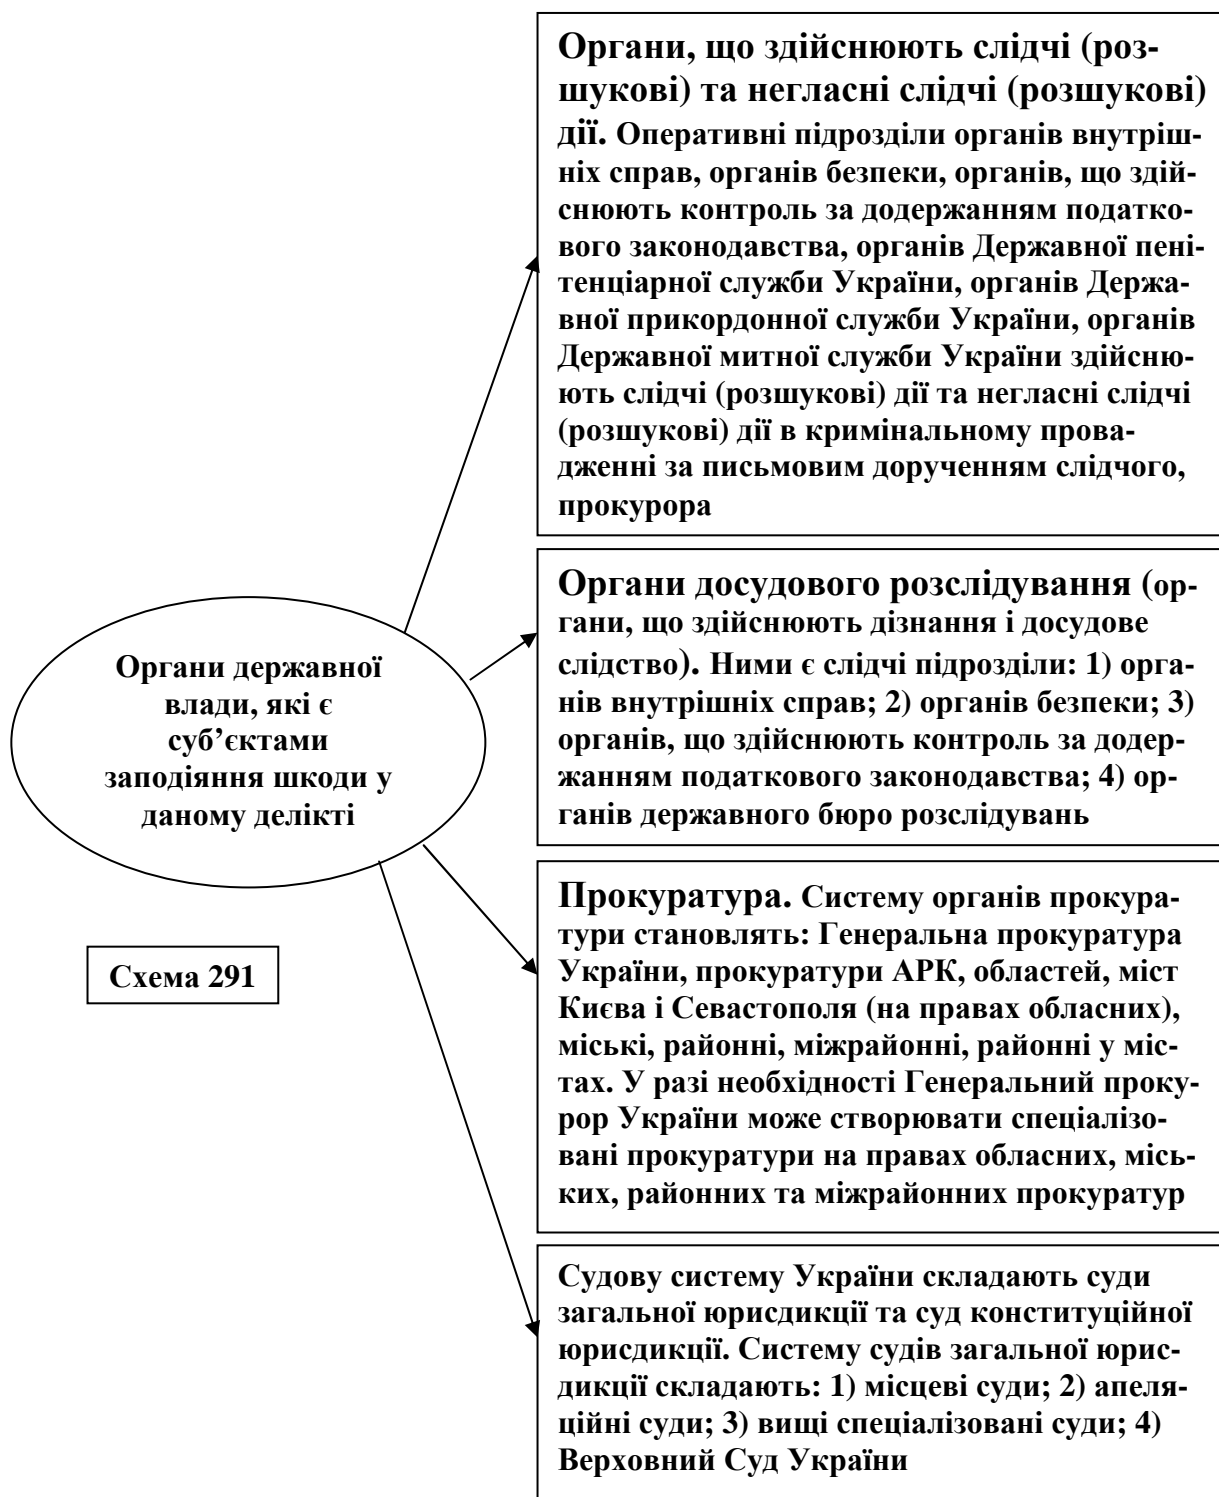 Органи, що здійснюють слідчі (роз-
шукові) та негласні слідчі (розшукові)
дії. Оперативні підрозділи органів внутріш-
ніх справ, органів безпеки, органів, що здій-
снюють контроль за додержанням податко-
вого законодавства, органів Державної пені-
тенціарної служби України, органів Держа-
вної прикордонної служби України, органів
Державної митної служби України здійсню-
ють слідчі (розшукові) дії та негласні слідчі
(розшукові) дії в кримінальному прова-
дженні за письмовим дорученням слідчого,
прокурора
Органи державної
влади, які є
суб’єктами
заподіяння шкоди у
даному делікті
Схема 291
Органи досудового розслідування (ор-
гани, що здійснюють дізнання і досудове
слідство). Ними є слідчі підрозділи: 1) орга-
нів внутрішніх справ; 2) органів безпеки; 3)
органів, що здійснюють контроль за додер-
жанням податкового законодавства; 4) ор-
ганів державного бюро розслідувань
Прокуратура. Систему органів прокура-
тури становлять: Генеральна прокуратура
України, прокуратури АРК, областей, міст
Києва і Севастополя (на правах обласних),
міські, районні, міжрайонні, районні у міс-
тах. У разі необхідності Генеральний проку-
рор України може створювати спеціалізо-
вані прокуратури на правах обласних, місь-
ких, районних та міжрайонних прокуратур
Судову систему України складають суди
загальної юрисдикції та суд конституційної
юрисдикції. Систему судів загальної юрис-
дикції складають: 1) місцеві суди; 2) апеля-
ційні суди; 3) вищі спеціалізовані суди; 4)
Верховний Суд України